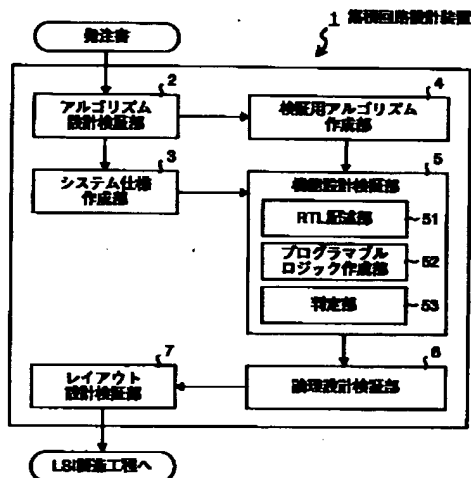 1 集積回路設計装置
発注書
2
アルゴリズム
設計検証部
4
検証用アルゴリズム
作成部
3
システム仕様
作成部
5
機能設計検証部
RTL記述部
51
プログラマブル
ロジック作成部
52
判定部
53
7
レイアウト
設計検証部
6
論理設計検証部
LSI製造工程へ